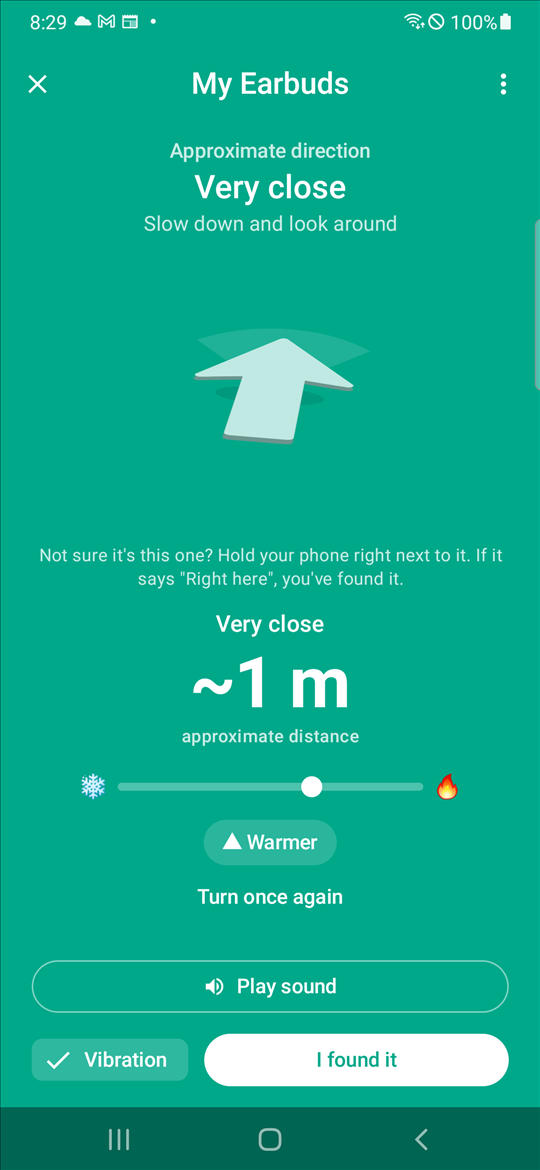 8:29
100%
My Earbuds
Approximate direction
Very close
Slow down and look around
Not sure it's this one? Hold your phone right next to it. If it
says "Right here", you've found it.
Very close
~1 m
approximate distance
Warmer
Turn once again
Play sound
Vibration
I found it